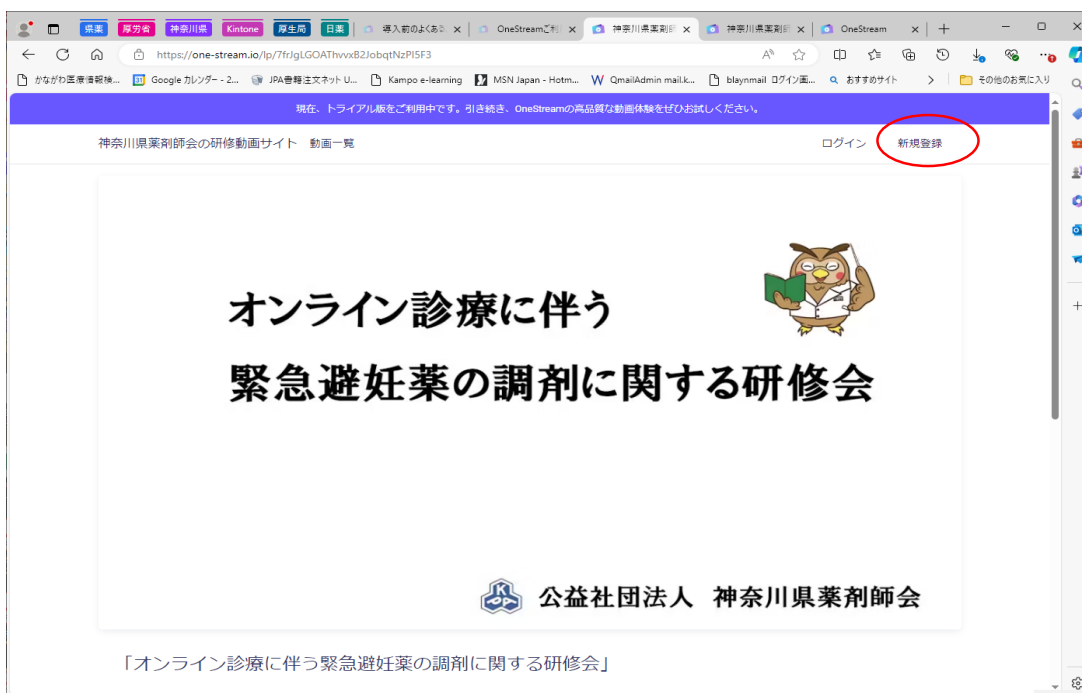 県薬 厚労省 神奈川県 Kintone 厚生局 日薬 導入前のよくある OneStreamご利 神奈川県薬剤師 神奈川県薬剤師 OneStream
https://one-stream.io/lp/7frJgLGOAThvvxB2JobqtNzPI5F3
かながわ医療情報検... Google カレンダー - 2... JPA書籍注文ネット U... Kampo e-learning MSN Japan - Hotm... QmailAdmin mail.k... blaynmail ログイン画... おすすめサイト その他のお気に入り
現在、トライアル版をご利用中です。引き続き、OneStreamの高品質な動画体験をぜひお試しください。
神奈川県薬剤師会の研修動画サイト 動画一覧 ログイン 新規登録
オンライン診療に伴う
緊急避妊薬の調剤に関する研修会
公益社団法人 神奈川県薬剤師会
「オンライン診療に伴う緊急避妊薬の調剤に関する研修会」